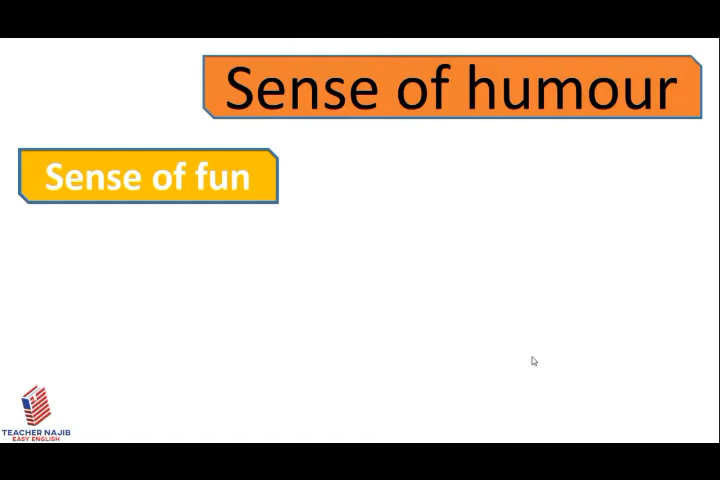 Sense of humour
Sense of fun
TEACHER NAJIB
EASY ENGLISH